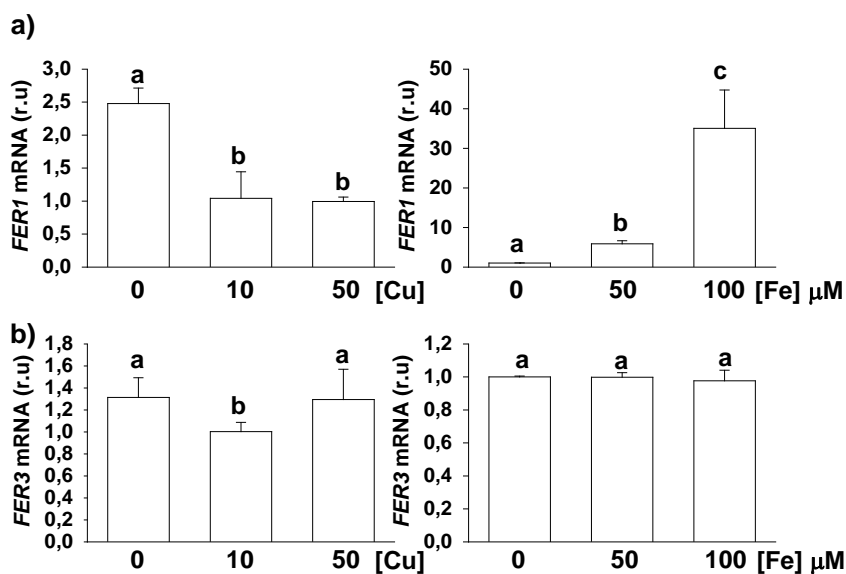 a)
FER1 mRNA (r.u)
3,0
2,5
2,0
1,5
1,0
0,5
0,0
a
b
b
0 10 50 [Cu]
FER1 mRNA (r.u)
50
40
30
20
10
0
a
b
c
0 50 100 [Fe] µM
b)
FER3 mRNA (r.u)
1,8
1,6
1,4
1,2
1,0
0,8
0,6
0,4
0,2
0,0
a
b
a
0 10 50 [Cu]
FER3 mRNA (r.u)
1,2
1,0
0,8
0,6
0,4
0,2
0,0
a
a
a
0 50 100 [Fe] µM